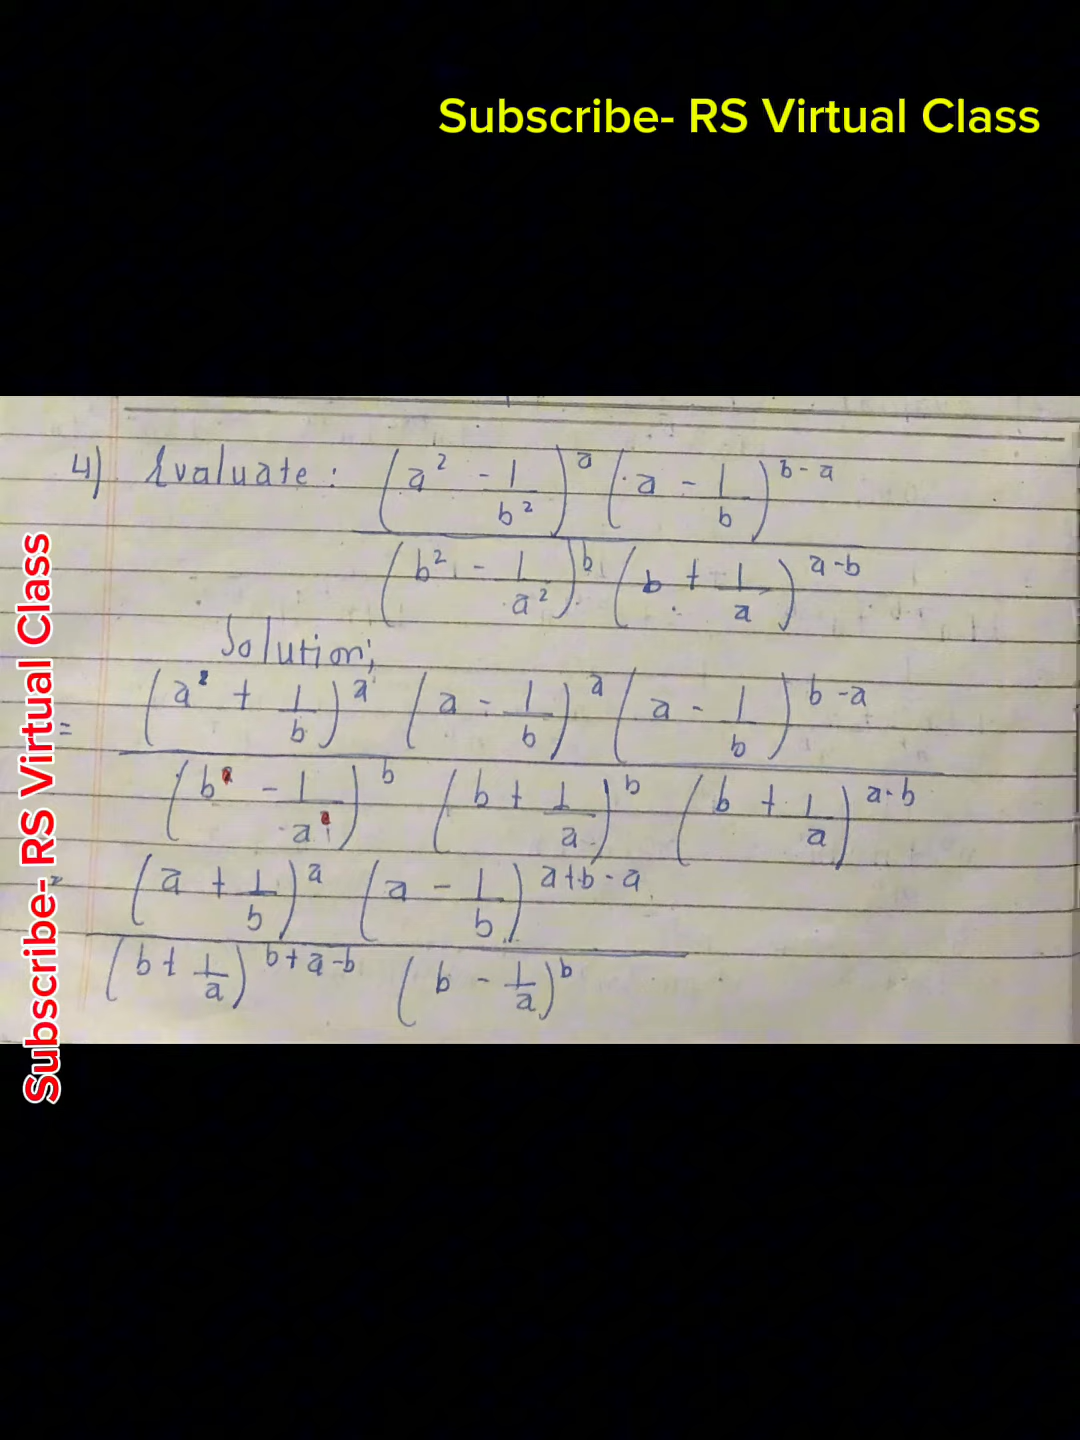 Subscribe- RS Virtual Class
Subscribe- RS Virtual Class
4) Evaluate: (a² - 1/b²)^a (a - 1/b)^(b-a)
(b² - 1/a²)^b (b + 1/a)^(a-b)
Solution;
= (a² + 1/b)^a (a - 1/b)^a (a - 1/b)^(b-a)
(b - 1/a)^b (b + 1/a)^b (b + 1/a)^(a-b)
= (a + 1/b)^a (a - 1/b)^(a+b-a)
(b + 1/a)^(b+a-b) (b - 1/a)^b